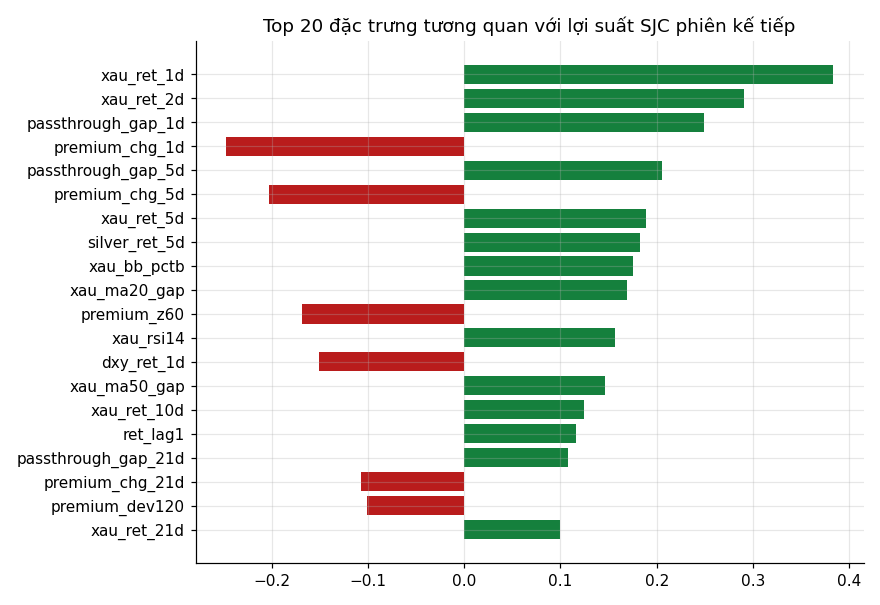 Top 20 đặc trưng tương quan với lợi suất SJC phiên kế tiếp
xau_ret_1d
xau_ret_2d
passthrough_gap_1d
premium_chg_1d
passthrough_gap_5d
premium_chg_5d
xau_ret_5d
silver_ret_5d
xau_bb_pctb
xau_ma20_gap
premium_z60
xau_rsi14
dxy_ret_1d
xau_ma50_gap
xau_ret_10d
ret_lag1
passthrough_gap_21d
premium_chg_21d
premium_dev120
xau_ret_21d
−0.2 −0.1 0.0 0.1 0.2 0.3 0.4